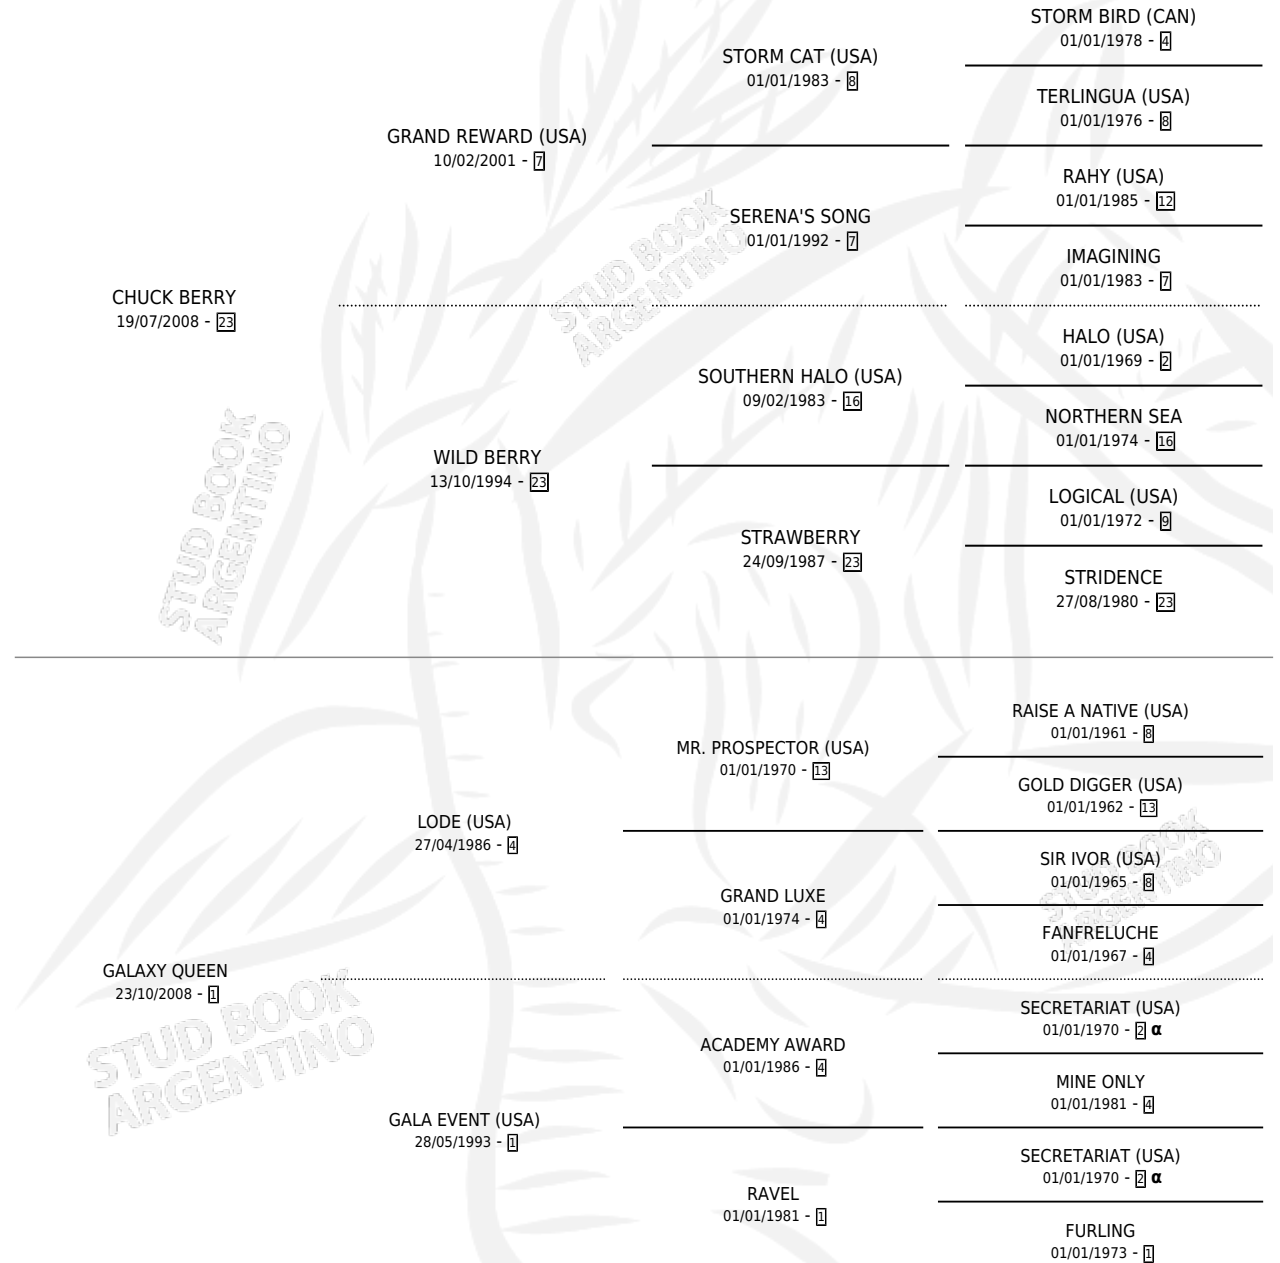 STORM BIRD (CAN)
01/01/1978 - 4
STORM CAT (USA)
01/01/1983 - 8
TERLINGUA (USA)
01/01/1976 - 8
GRAND REWARD (USA)
10/02/2001 - 7
RAHY (USA)
01/01/1985 - 12
SERENA'S SONG
01/01/1992 - 7
IMAGINING
01/01/1983 - 7
CHUCK BERRY
19/07/2008 - 23
HALO (USA)
01/01/1969 - 2
SOUTHERN HALO (USA)
09/02/1983 - 16
NORTHERN SEA
01/01/1974 - 16
WILD BERRY
13/10/1994 - 23
LOGICAL (USA)
01/01/1972 - 9
STRAWBERRY
24/09/1987 - 23
STRIDENCE
27/08/1980 - 23
STUD BOOK
ARGENTINO
STUD BOOK
ARGENTINO
RAISE A NATIVE (USA)
01/01/1961 - 8
MR. PROSPECTOR (USA)
01/01/1970 - 13
GOLD DIGGER (USA)
01/01/1962 - 13
LODE (USA)
27/04/1986 - 4
SIR IVOR (USA)
01/01/1965 - 8
GRAND LUXE
01/01/1974 - 4
FANFRELUCHE
01/01/1967 - 4
GALAXY QUEEN
23/10/2008 - 1
SECRETARIAT (USA)
01/01/1970 - 2 α
ACADEMY AWARD
01/01/1986 - 4
MINE ONLY
01/01/1981 - 4
GALA EVENT (USA)
28/05/1993 - 1
SECRETARIAT (USA)
01/01/1970 - 2 α
RAVEL
01/01/1981 - 1
FURLING
01/01/1973 - 1
STUD BOOK
ARGENTINO
STUD BOOK
ARGENTINO